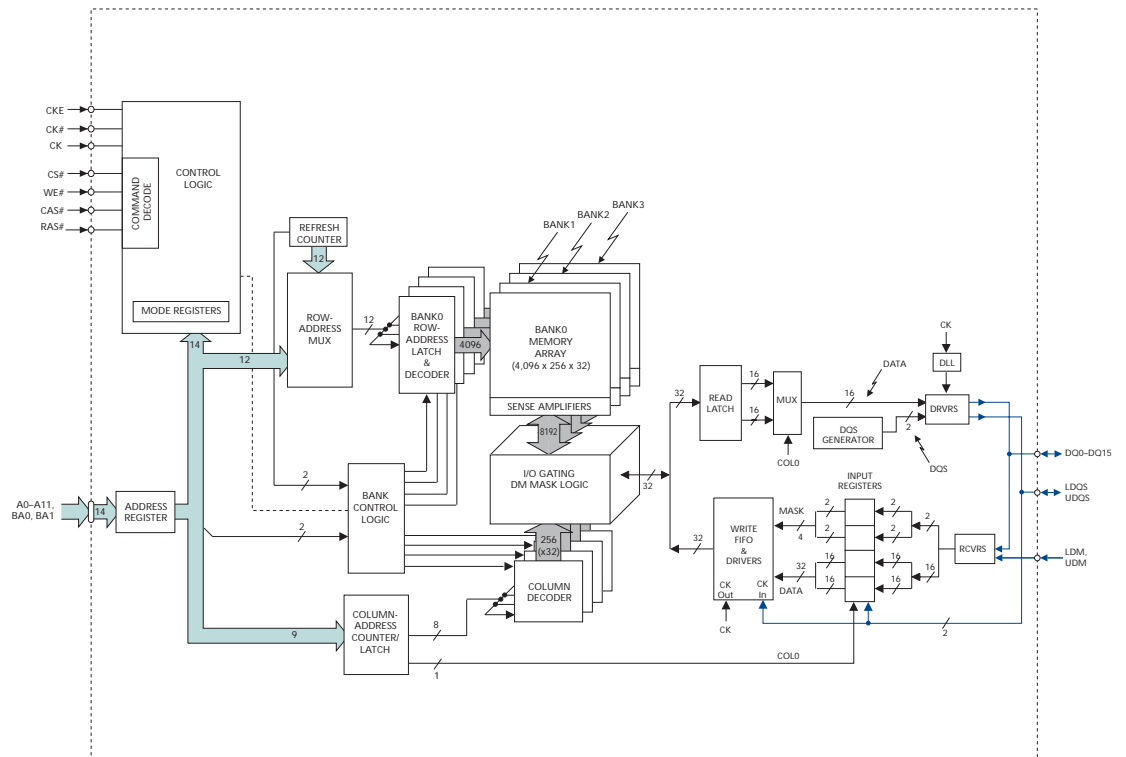 CKE
CK#
CK
CS#
WE#
CAS#
RAS#
COMMAND
DECODE
CONTROL
LOGIC
MODE REGISTERS
14
12
REFRESH
COUNTER
12
ROW-
ADDRESS
MUX
12
BANK0
ROW-
ADDRESS
LATCH
&
DECODER
4096
BANK1
BANK2
BANK3
BANK0
MEMORY
ARRAY
(4,096 x 256 x 32)
SENSE AMPLIFIERS
8192
I/O GATING
DM MASK LOGIC
256
(x32)
COLUMN
DECODER
A0–A11,
BA0, BA1
14
ADDRESS
REGISTER
2
2
BANK
CONTROL
LOGIC
9
COLUMN-
ADDRESS
COUNTER/
LATCH
8
1
COL0
32
32
READ
LATCH
16
16
MUX
COL0
16
DATA
DQS
GENERATOR
2
DQS
CK
DLL
DRVRS
DQ0–DQ15
LDQS
UDQS
LDM,
UDM
RCVRS
INPUT
REGISTERS
32
WRITE
FIFO
&
DRIVERS
CK
Out
CK
In
CK
MASK
4
32
DATA
2
2
16
16
2
2
16
16
2
16
2